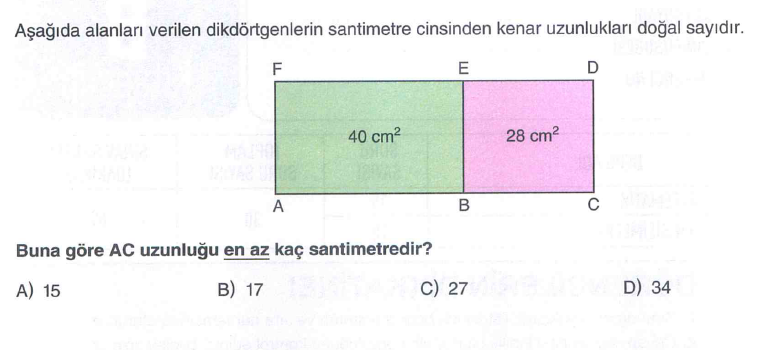 Aşağıda alanları verilen dikdörtgenlerin santimetre cinsinden kenar uzunlukları doğal sayıdır.
F E D
40 cm² 28 cm²
A B C
Buna göre AC uzunluğu en az kaç santimetredir?
A) 15 B) 17 C) 27 D) 34